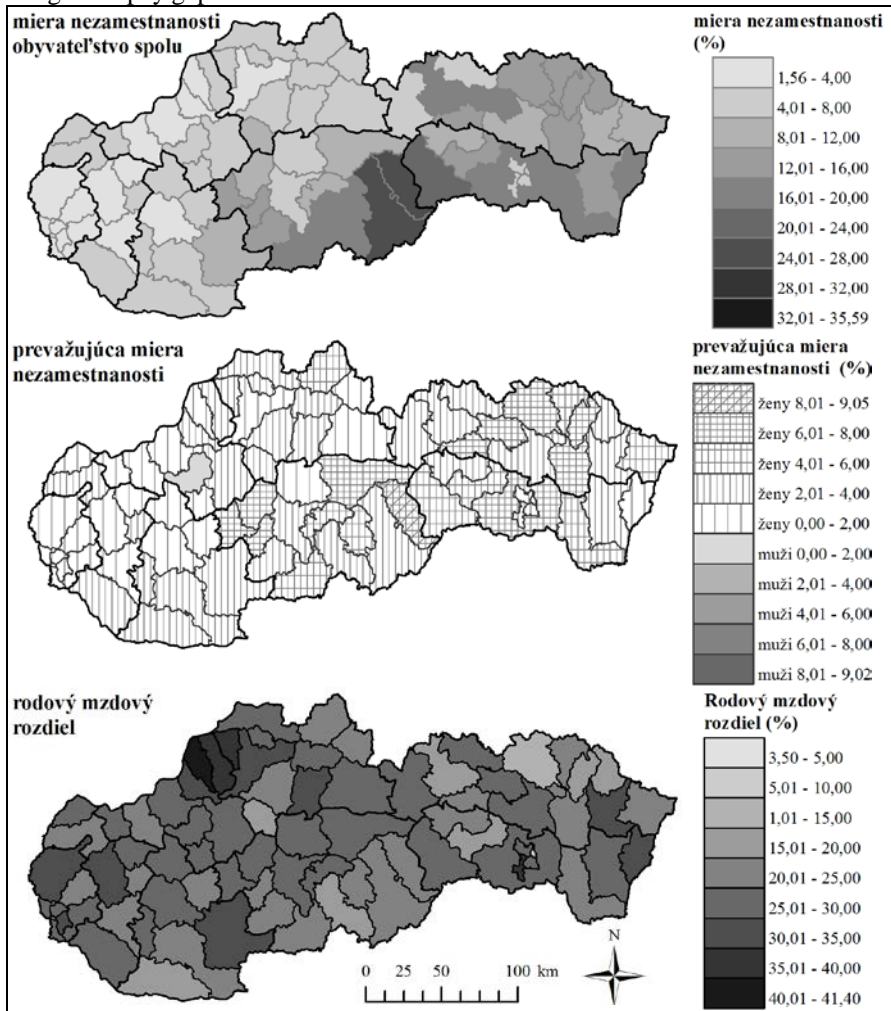 miera nezamestnanosti
obyvateľstvo spolu
miera nezamestnanosti
(%)
1,56 - 4,00
4,01 - 8,00
8,01 - 12,00
12,01 - 16,00
16,01 - 20,00
20,01 - 24,00
24,01 - 28,00
28,01 - 32,00
32,01 - 35,59
prevažujúca miera
nezamestnanosti
prevažujúca miera
nezamestnanosti (%)
ženy 8,01 - 9,05
ženy 6,01 - 8,00
ženy 4,01 - 6,00
ženy 2,01 - 4,00
ženy 0,00 - 2,00
muži 0,00 - 2,00
muži 2,01 - 4,00
muži 4,01 - 6,00
muži 6,01 - 8,00
muži 8,01 - 9,02
rodový mzdový
rozdiel
Rodový mzdový
rozdiel (%)
3,50 - 5,00
5,01 - 10,00
1,01 - 15,00
15,01 - 20,00
20,01 - 25,00
25,01 - 30,00
30,01 - 35,00
35,01 - 40,00
40,01 - 41,40
N
0 25 50 100 km